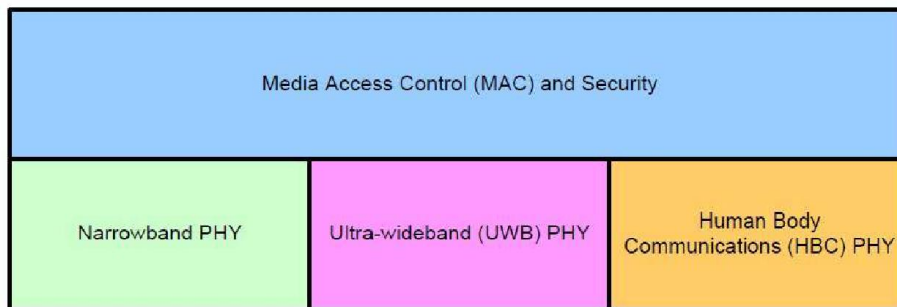 Media Access Control (MAC) and Security
Narrowband PHY
Ultra-wideband (UWB) PHY
Human Body
Communications (HBC) PHY